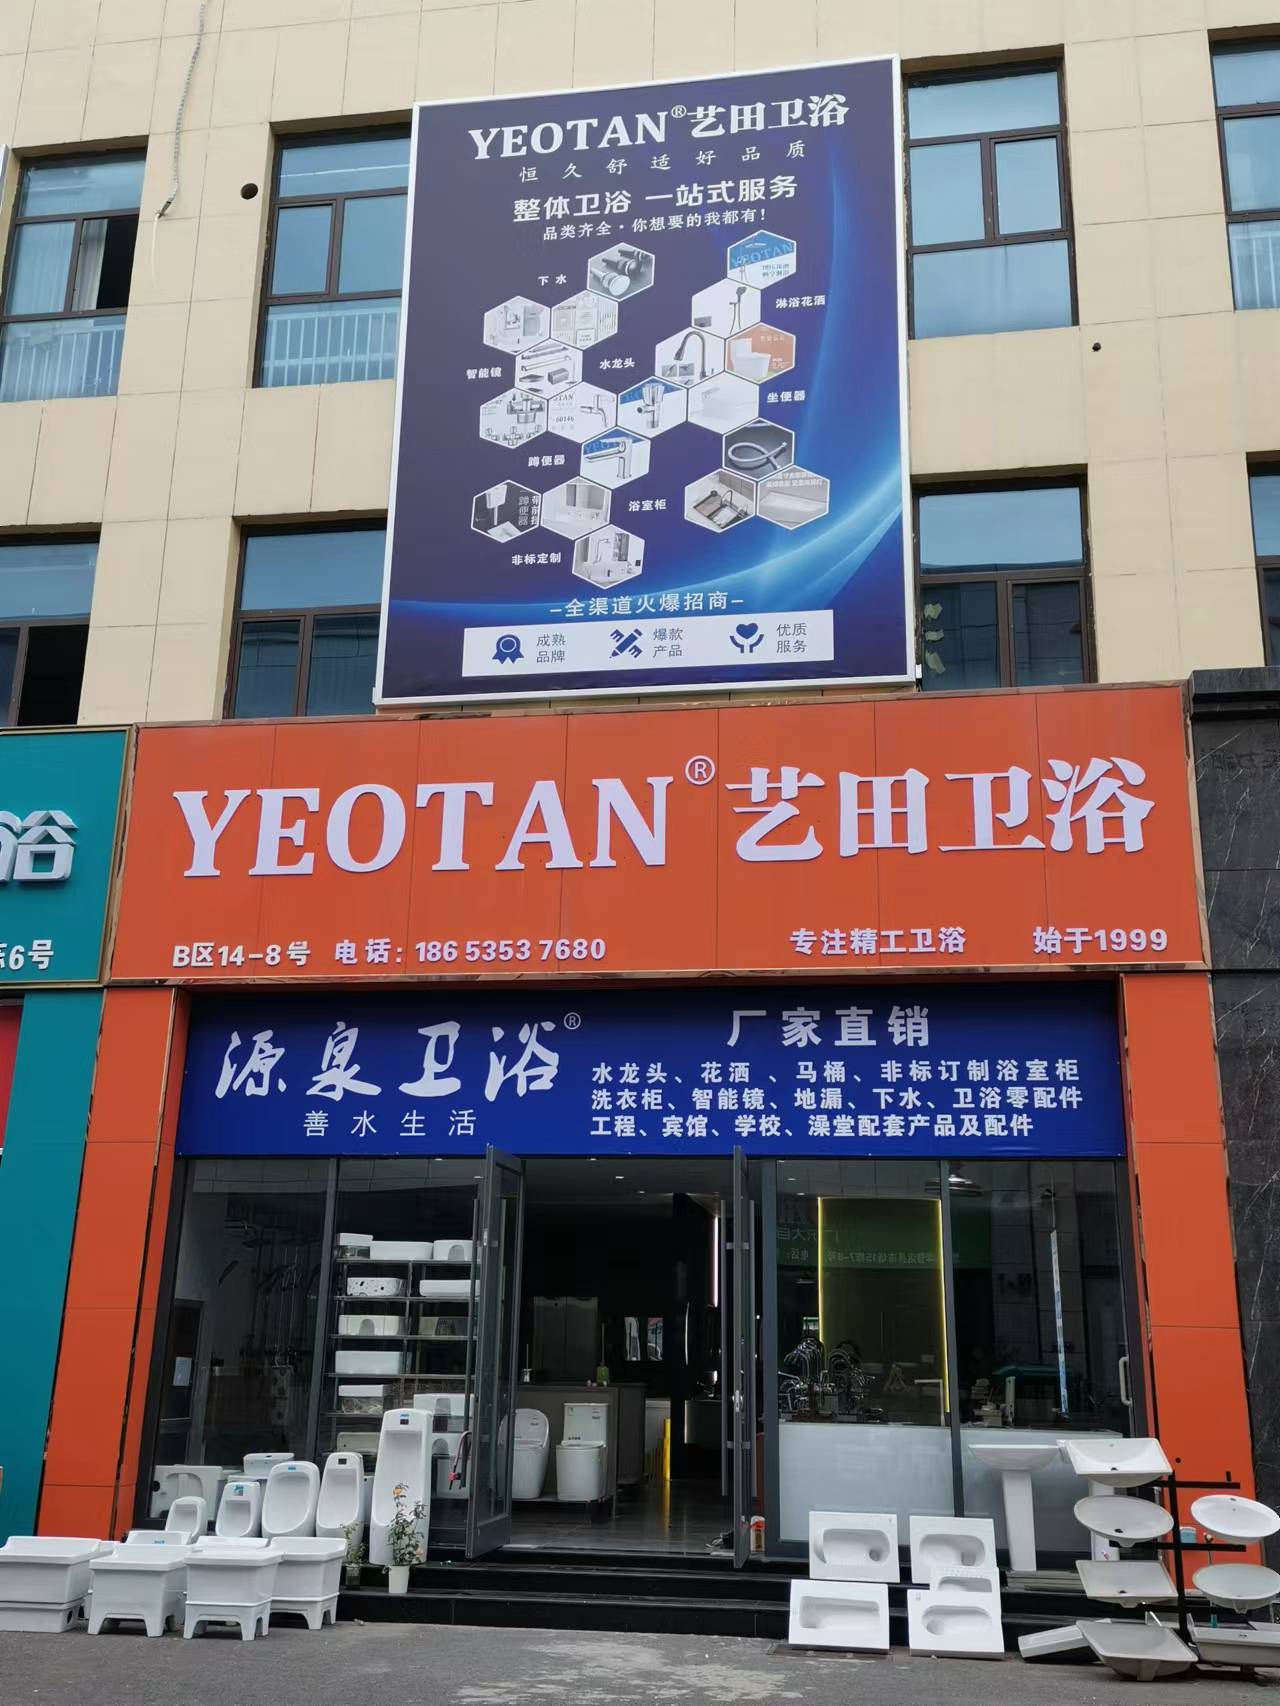 YEOTAN®艺田卫浴
恒久舒适好品质
整体卫浴 一站式服务
品类齐全·你想要的我都有!
下水
YEOTAN
淋浴花洒
智能镜
水龙头
坐便器
蹲便器
浴室柜
非标定制
-全渠道火爆招商-
成熟品牌
爆款产品
优质服务
YEOTAN®艺田卫浴
B区14-8号 电话:186 5353 7680
专注精工卫浴 始于1999
浴
6号
源泉卫浴®
善水生活
厂家直销
水龙头、花洒、马桶、非标订制浴室柜
洗衣柜、智能镜、地漏、下水、卫浴零配件
工程、宾馆、学校、澡堂配套产品及配件